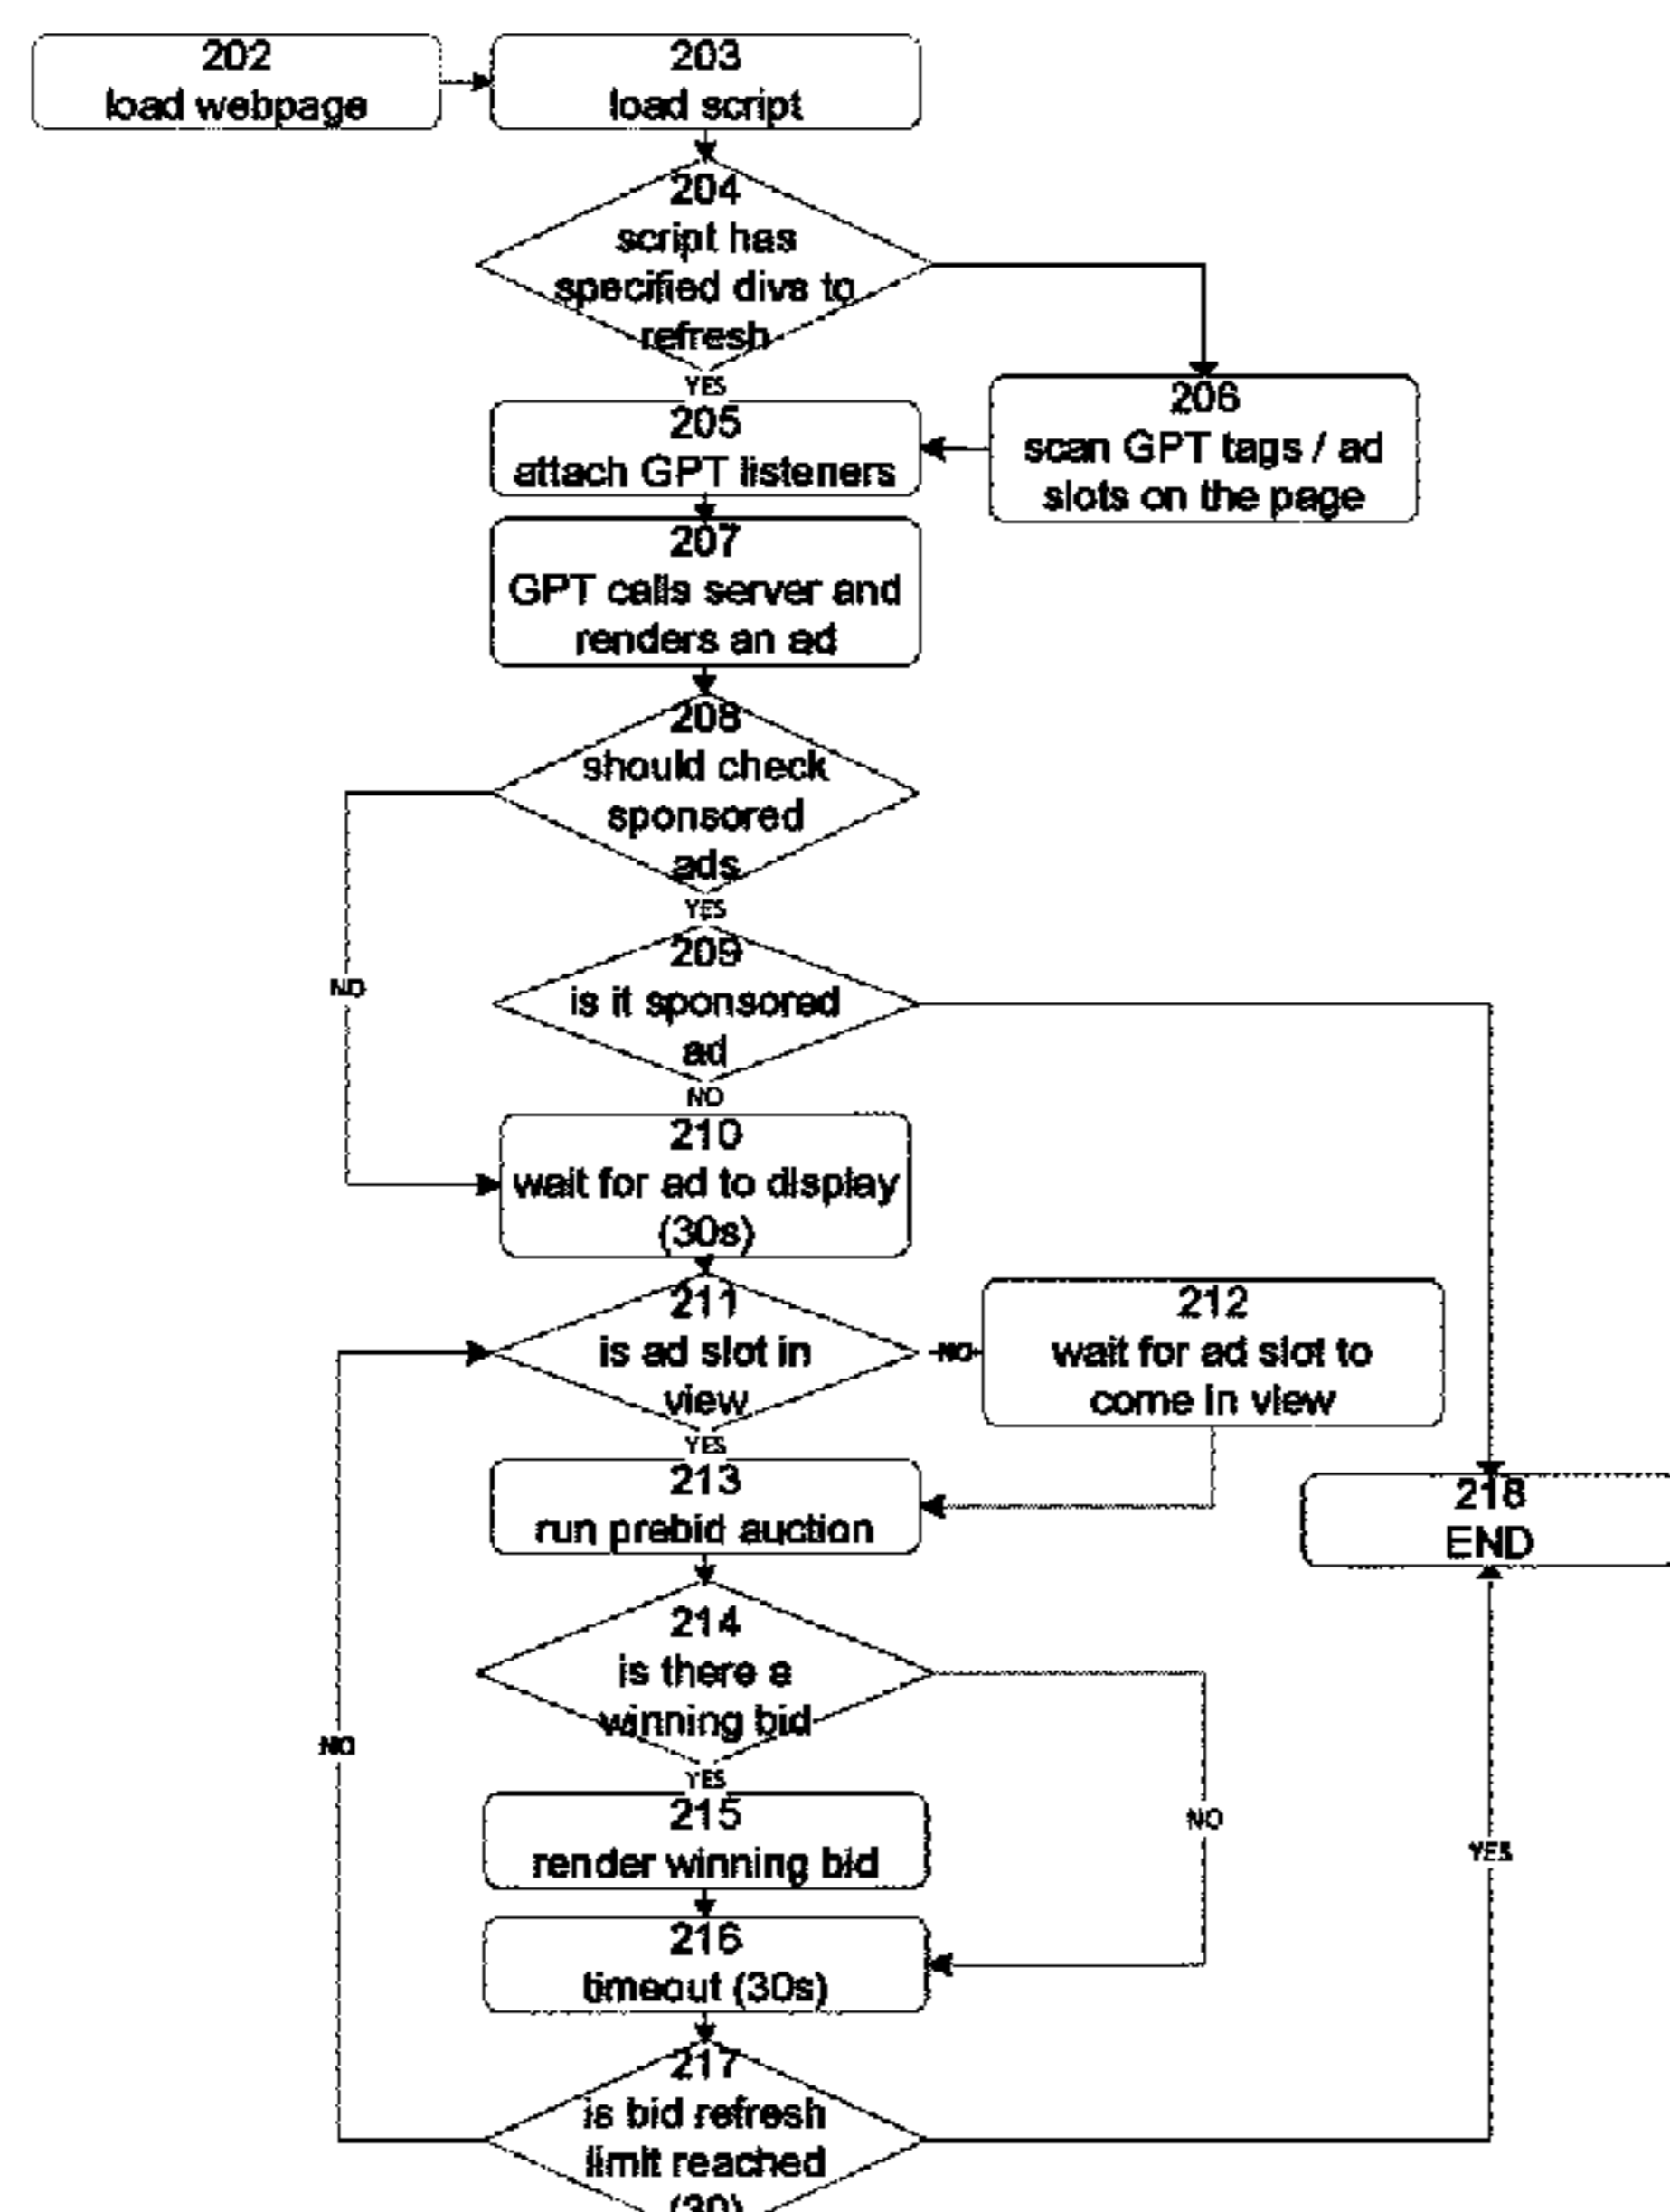 202
load webpage
203
load script
204
script has
specified divs to
refresh
YES
205
attach GPT listeners
206
scan GPT tags / ad
slots on the page
207
GPT calls server and
renders an ad
208
should check
sponsored
ads
YES
NO
209
is it sponsored
ad
NO
210
wait for ad to display
(30s)
211
is ad slot in
view
NO
212
wait for ad slot to
come in view
YES
213
run prebid auction
218
END
214
is there a
winning bid
YES
NO
215
render winning bid
NO
YES
216
timeout (30s)
217
is bid refresh
limit reached
(30)